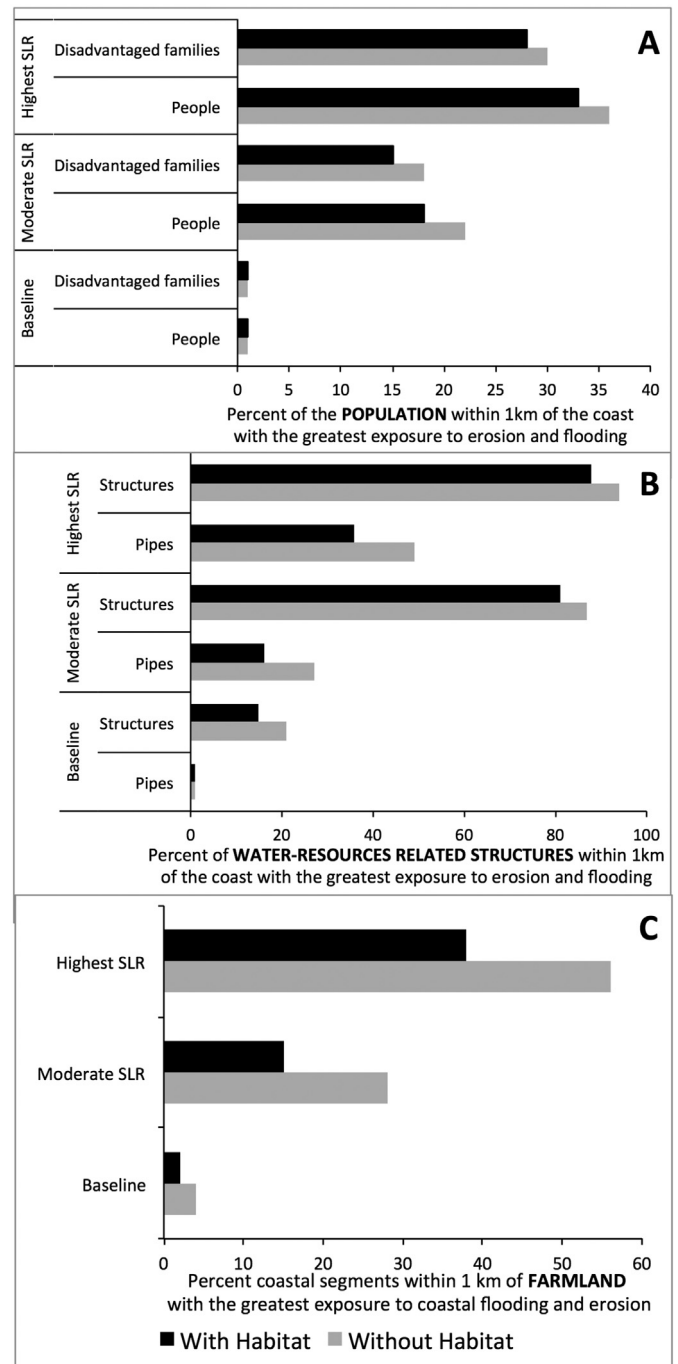 A
Highest SLR
Disadvantaged families
People
Moderate SLR
Disadvantaged families
People
Baseline
Disadvantaged families
People
0 5 10 15 20 25 30 35 40
Percent of the POPULATION within 1km of the coast
with the greatest exposure to erosion and flooding
B
Highest SLR
Structures
Pipes
Moderate SLR
Structures
Pipes
Baseline
Structures
Pipes
0 20 40 60 80 100
Percent of WATER-RESOURCES RELATED STRUCTURES within 1km
of the coast with the greatest exposure to erosion and flooding
C
Highest SLR
Moderate SLR
Baseline
0 10 20 30 40 50 60
Percent coastal segments within 1 km of FARMLAND
with the greatest exposure to coastal flooding and erosion
With Habitat Without Habitat